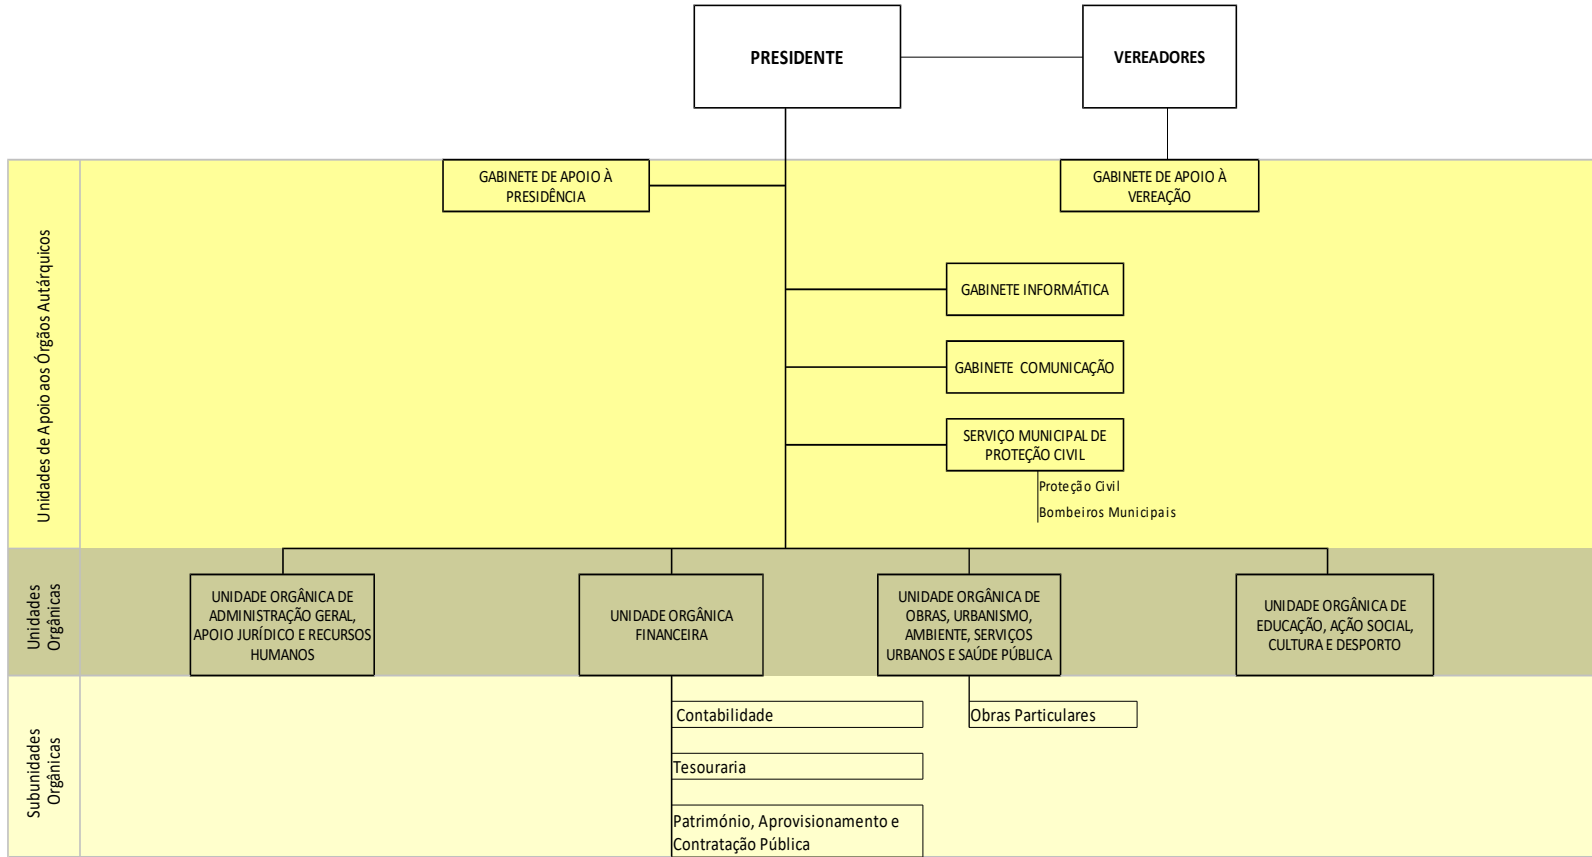 PRESIDENTE
VEREADORES
Unidades de Apoio aos Órgãos Autárquicos
GABINETE DE APOIO À
PRESIDÊNCIA
GABINETE DE APOIO À
VEREAÇÃO
GABINETE INFORMÁTICA
GABINETE COMUNICAÇÃO
SERVIÇO MUNICIPAL DE
PROTEÇÃO CIVIL
Proteção Civil
Bombeiros Municipais
Unidades
Orgânicas
UNIDADE ORGÂNICA DE
ADMINISTRAÇÃO GERAL,
APOIO JURÍDICO E RECURSOS
HUMANOS
UNIDADE ORGÂNICA
FINANCEIRA
UNIDADE ORGÂNICA DE
OBRAS, URBANISMO,
AMBIENTE, SERVIÇOS
URBANOS E SAÚDE PÚBLICA
UNIDADE ORGÂNICA DE
EDUCAÇÃO, AÇÃO SOCIAL,
CULTURA E DESPORTO
Subunidades
Orgânicas
Contabilidade
Tesouraria
Património, Aprovisionamento e
Contratação Pública
Obras Particulares